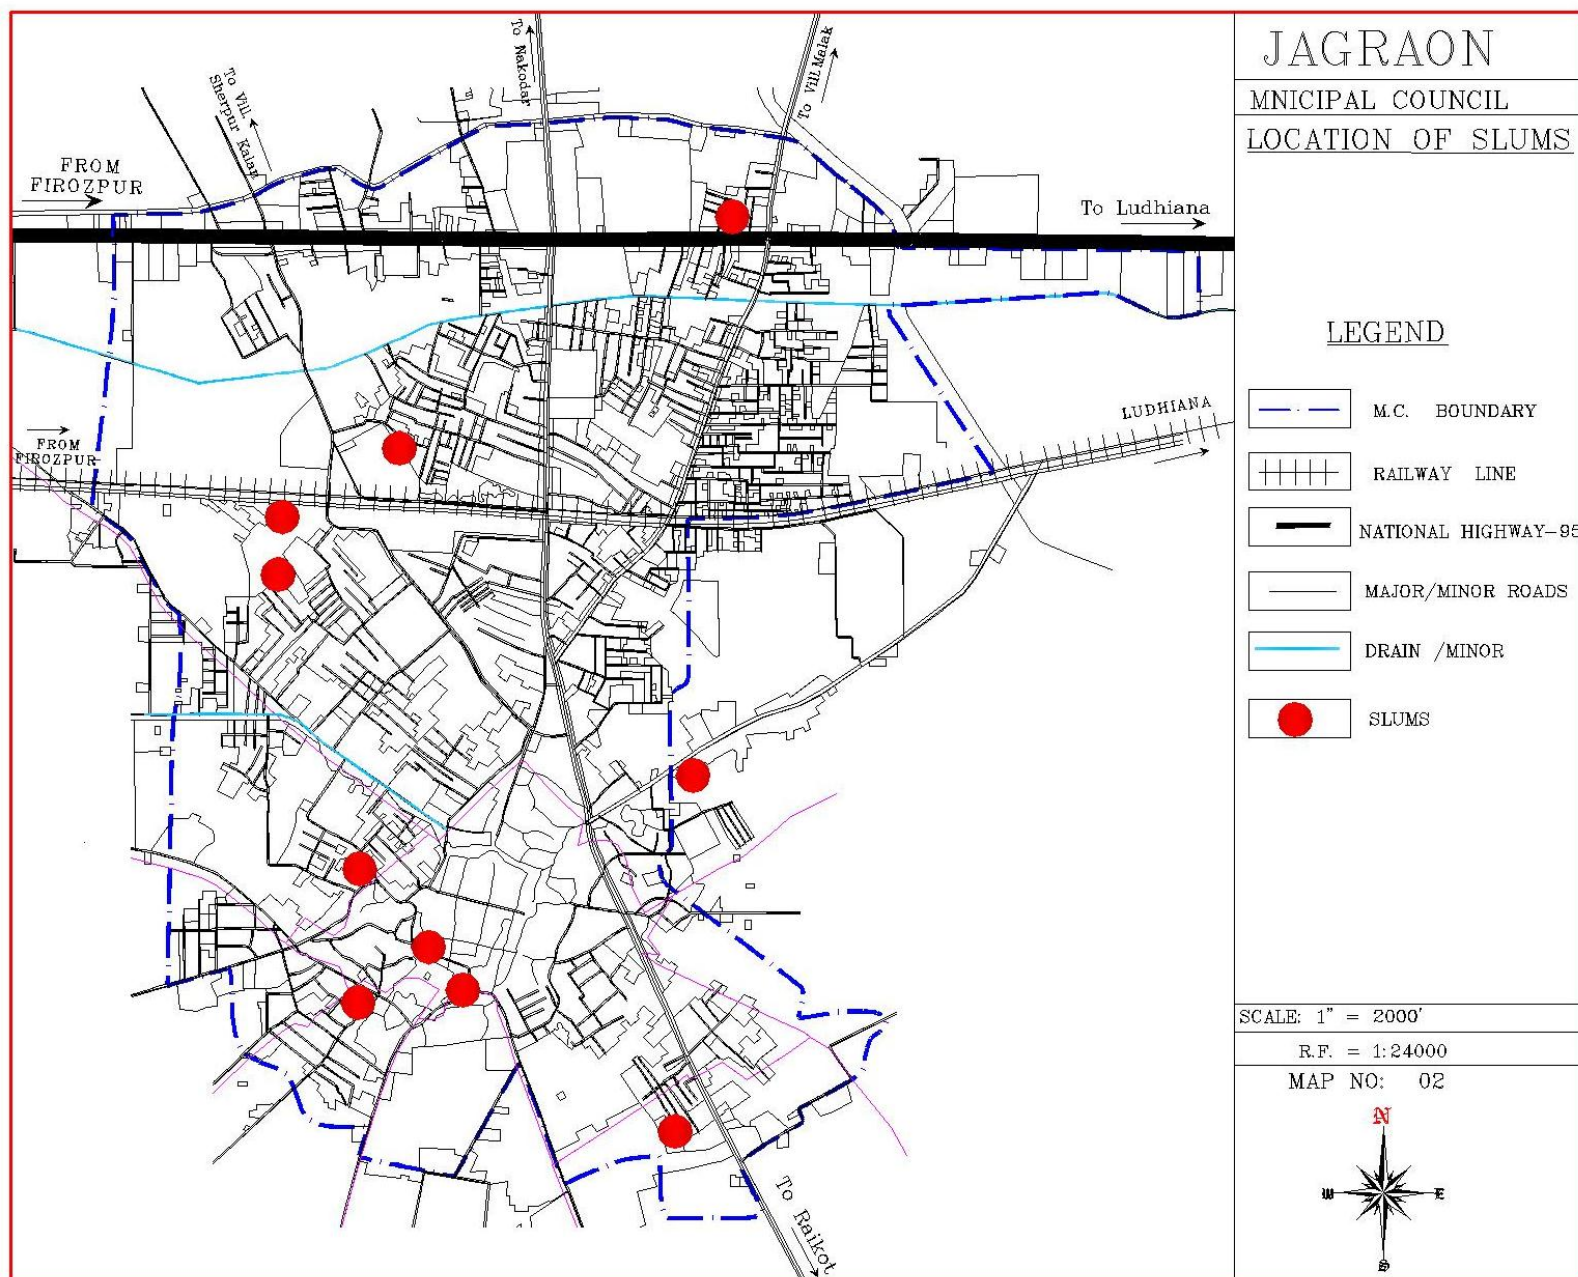 JAGRAON
MNICIPAL COUNCIL
LOCATION OF SLUMS
To Nakodar
To Vill Malak
To Vill.
Sherpur Kalan
FROM
FIROZPUR
To Ludhiana
FROM
FIROZPUR
LUDHIANA
To Raikot
LEGEND
M.C. BOUNDARY
RAILWAY LINE
NATIONAL HIGHWAY-95
MAJOR/MINOR ROADS
DRAIN /MINOR
SLUMS
SCALE: 1" = 2000'
R.F. = 1:24000
MAP NO: 02
N
W E
S